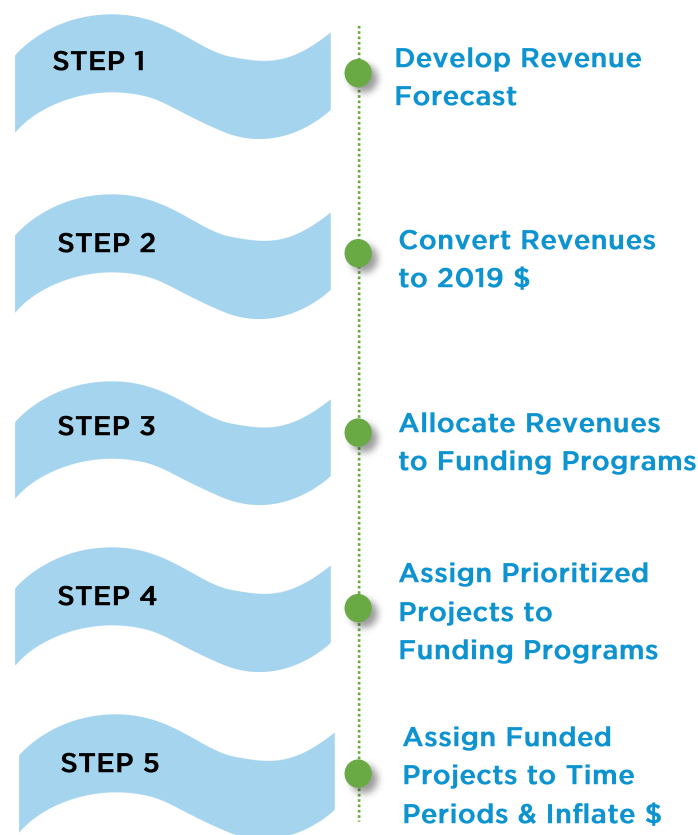 STEP 1
Develop Revenue
Forecast
STEP 2
Convert Revenues
to 2019 $
STEP 3
Allocate Revenues
to Funding Programs
STEP 4
Assign Prioritized
Projects to
Funding Programs
STEP 5
Assign Funded
Projects to Time
Periods & Inflate $